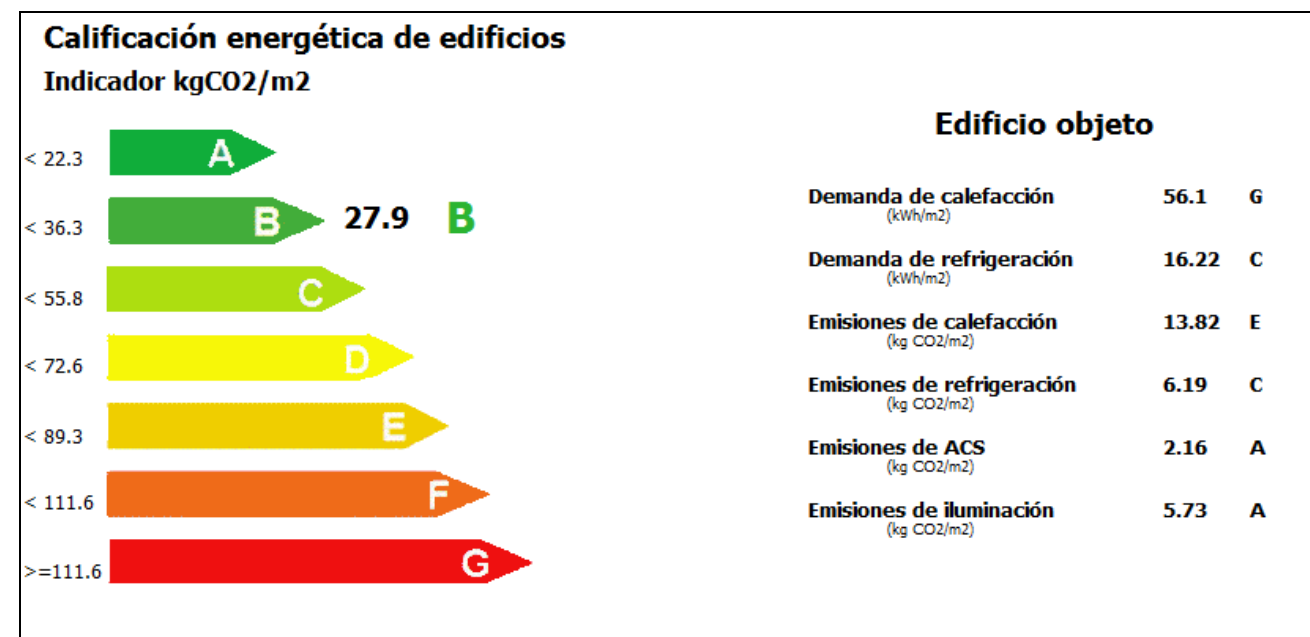 Calificación energética de edificios
Indicador kgCO2/m2
< 22.3 A
< 36.3 B 27.9 B
< 55.8 C
< 72.6 D
< 89.3 E
< 111.6 F
>=111.6 G
Edificio objeto
Demanda de calefacción 56.1 G
(kWh/m2)
Demanda de refrigeración 16.22 C
(kWh/m2)
Emisiones de calefacción 13.82 E
(kg CO2/m2)
Emisiones de refrigeración 6.19 C
(kg CO2/m2)
Emisiones de ACS 2.16 A
(kg CO2/m2)
Emisiones de iluminación 5.73 A
(kg CO2/m2)